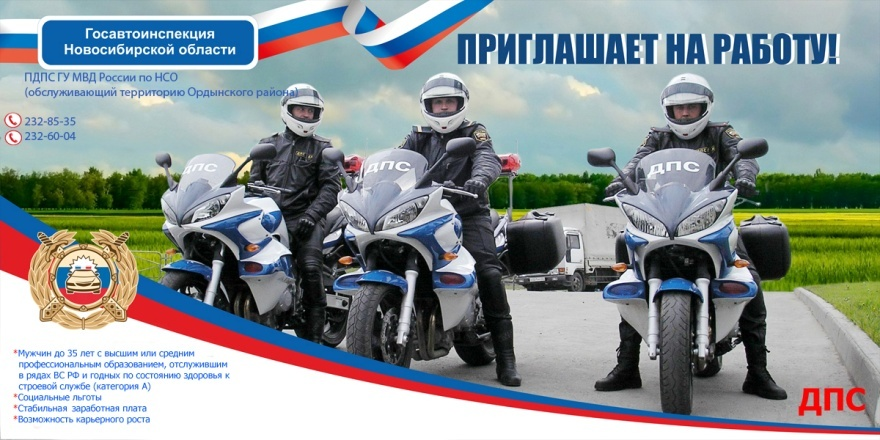 Госавтоинспекция
Новосибирской области
ПРИГЛАШАЕТ НА РАБОТУ!
ПДПС ГУ МВД России по НСО
(обслуживающий территорию Ордынского района)
232-85-35
232-60-04
ДПС
ДПС
ДПС
*Мужчин до 35 лет с высшим или средним
профессиональным образованием, отслужившим
в рядах ВС РФ и годных по состоянию здоровья к
строевой службе (категория А)
*Социальные льготы
*Стабильная заработная плата
*Возможность карьерного роста
ДПС